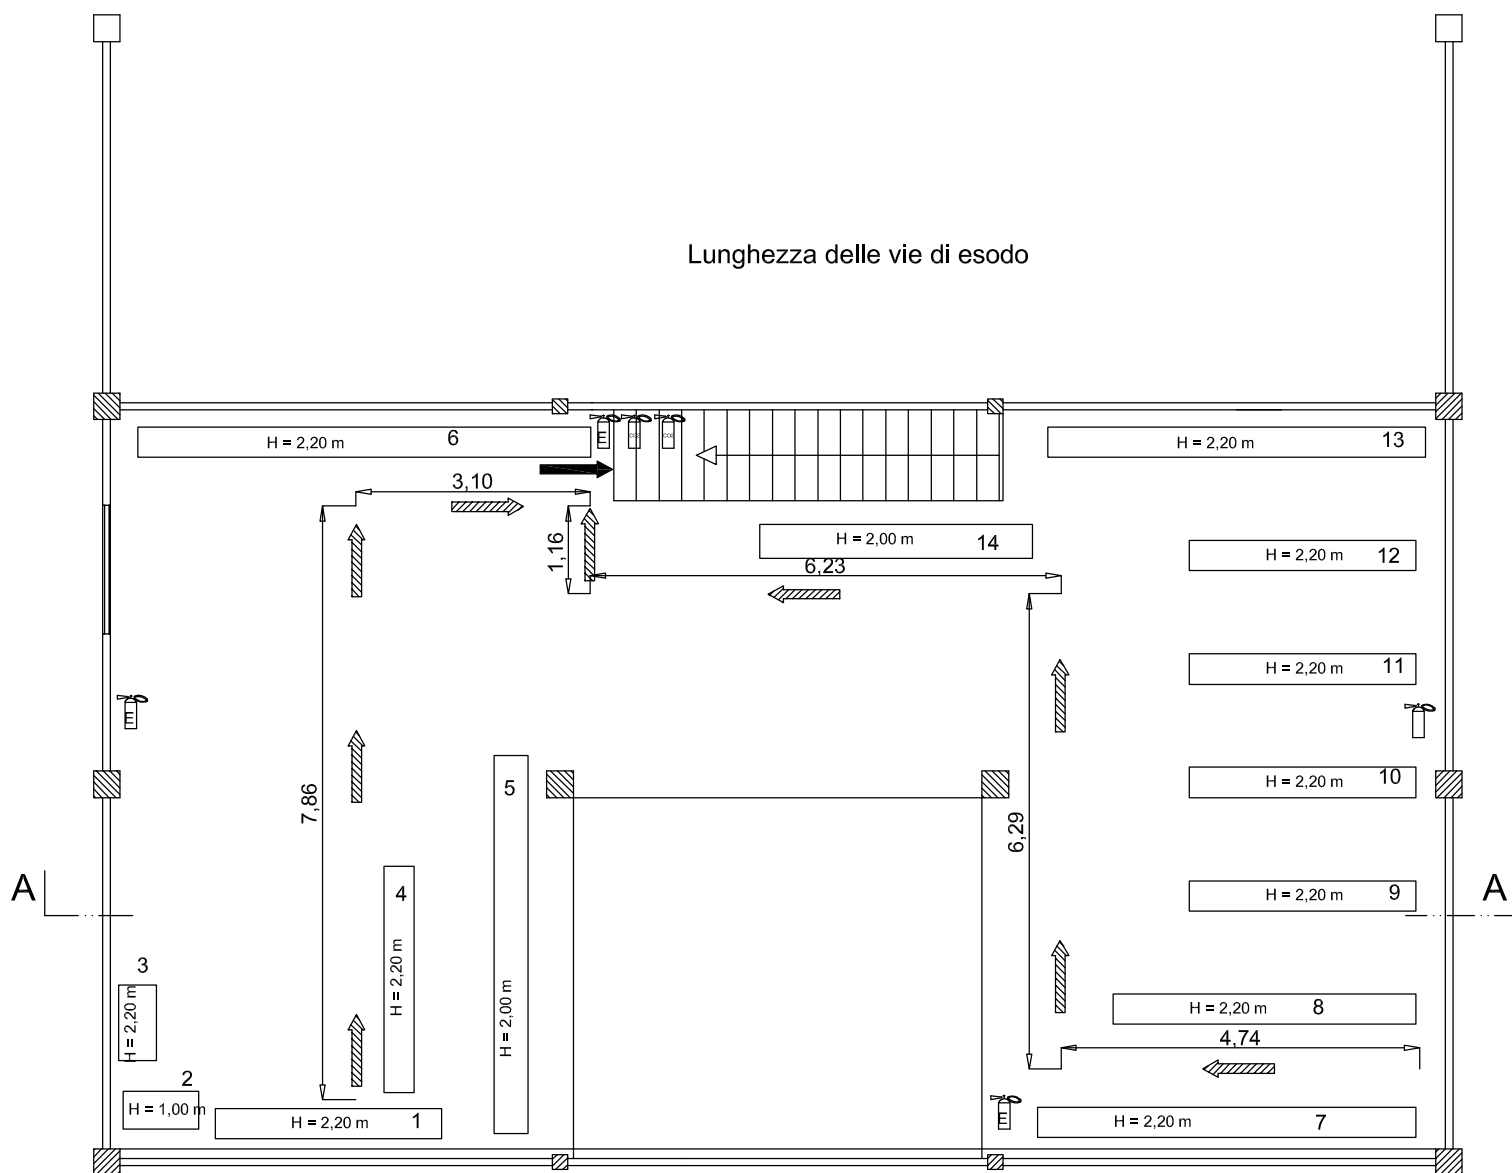 Lunghezza delle vie di esodo
E
CO2
CO2
H = 2,20 m 6
H = 2,20 m 13
3,10
1,16
H = 2,00 m 14
6,23
H = 2,20 m 12
H = 2,20 m 11
E
7,86
5
H = 2,00 m
6,29
H = 2,20 m 10
A
4
H = 2,20 m
H = 2,20 m 9
A
3
H = 2,20 m
H = 2,20 m 8
4,74
2
H = 1,00 m
H = 2,20 m 1
E
H = 2,20 m 7